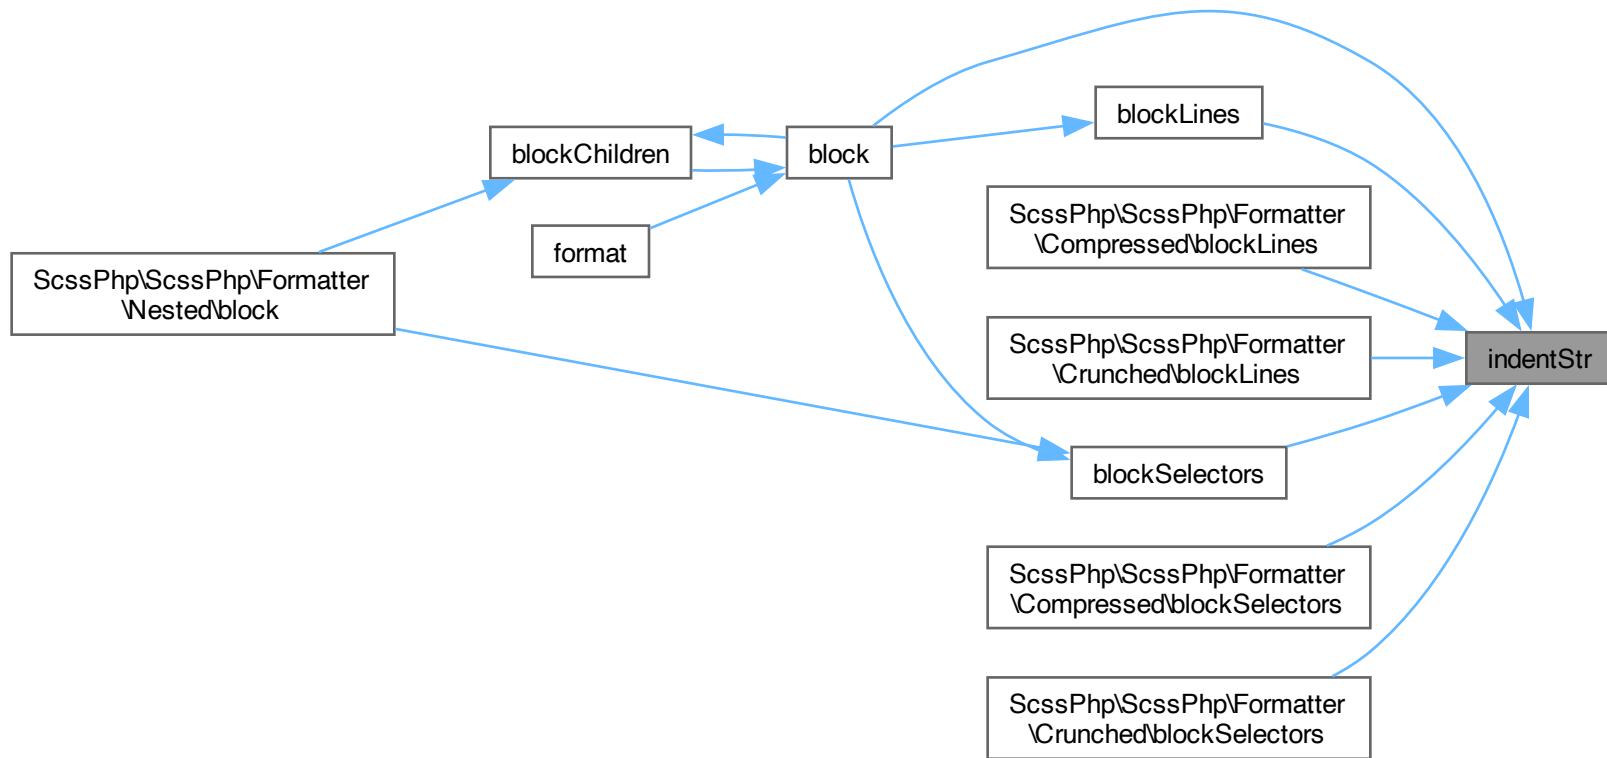 blockLines
blockChildren
block
ScssPhp\ScssPhp\Formatter
\Compressed\blockLines
format
ScssPhp\ScssPhp\Formatter
\Nested\block
ScssPhp\ScssPhp\Formatter
\Crunched\blockLines
indentStr
blockSelectors
ScssPhp\ScssPhp\Formatter
\Compressed\blockSelectors
ScssPhp\ScssPhp\Formatter
\Crunched\blockSelectors